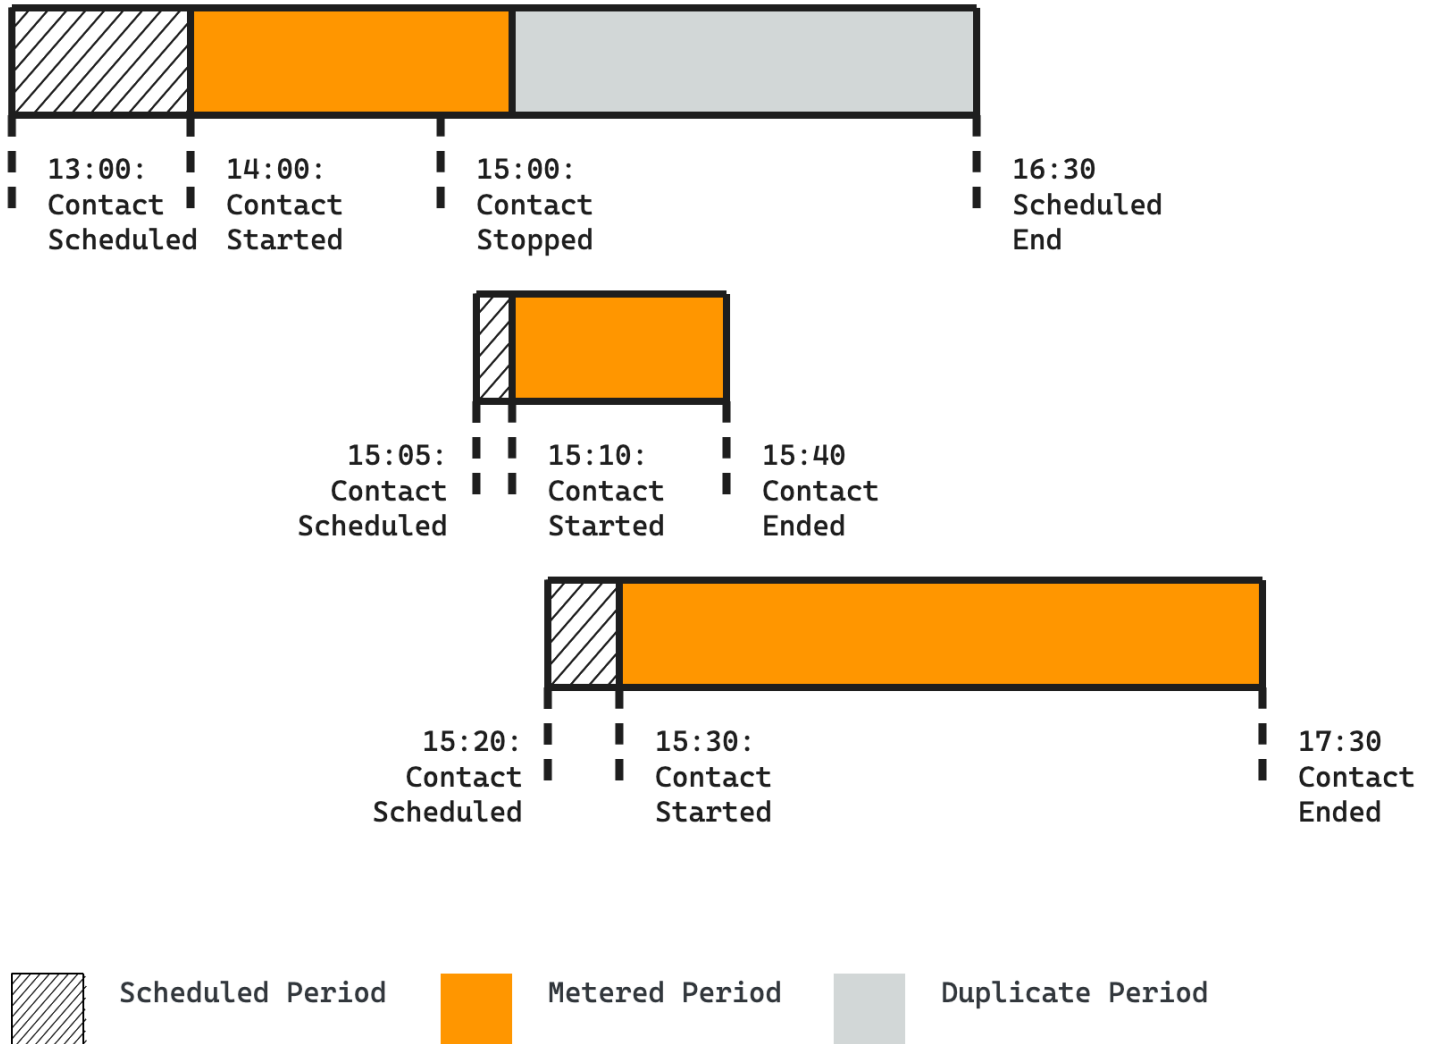 13:00:
Contact
Scheduled
14:00:
Contact
Started
15:00:
Contact
Stopped
16:30
Scheduled
End
15:05:
Contact
Scheduled
15:10:
Contact
Started
15:40
Contact
Ended
15:20:
Contact
Scheduled
15:30:
Contact
Started
17:30
Contact
Ended
Scheduled Period
Metered Period
Duplicate Period